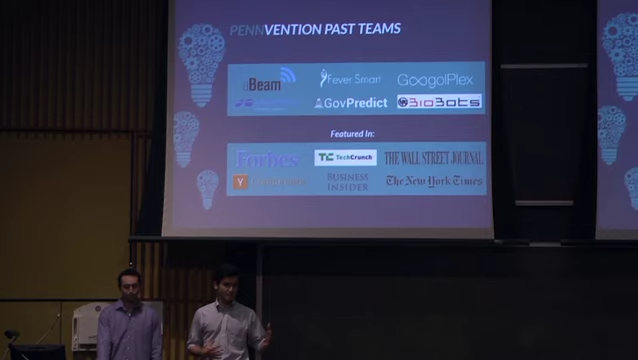 PENNVENTION PAST TEAMS
uBeam Fever Smart GoogolPlex
GovPredict BioBots
Featured In:
Forbes TC TechCrunch THE WALL STREET JOURNAL
Y BUSINESS INSIDER The New York Times